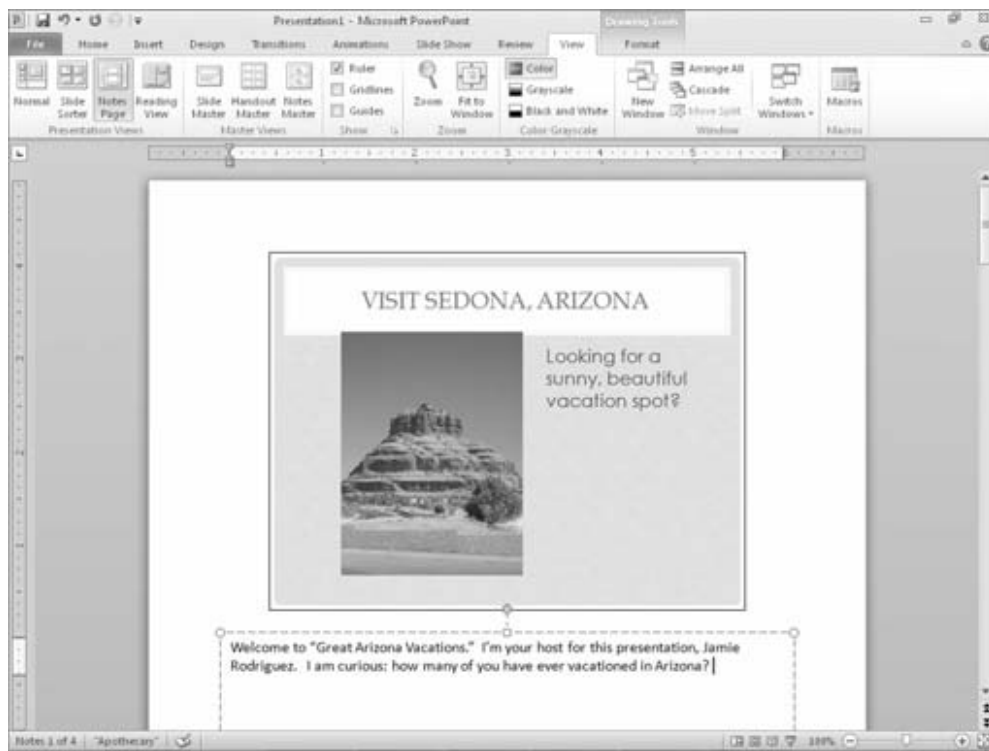 Presentation1 - Microsoft PowerPoint
Drawing Tools
File Home Insert Design Transitions Animations Slide Show Review View Format
Normal Slide Sorter Notes Page Reading View
Presentation Views
Slide Master Handout Master Notes Master
Master Views
Ruler
Gridlines
Guides
Show
Zoom Fit to Window
Zoom
Color
Grayscale
Black and White
Color/Grayscale
New Window
Arrange All
Cascade
Move Split
Switch Windows
Window
Macros
Macros
1 2 3 4 5
VISIT SEDONA, ARIZONA
Looking for a
sunny, beautiful
vacation spot?
Welcome to "Great Arizona Vacations." I'm your host for this presentation, Jamie
Rodriguez. I am curious: how many of you have ever vacationed in Arizona?
Notes 1 of 4 "Apothecary" 100%